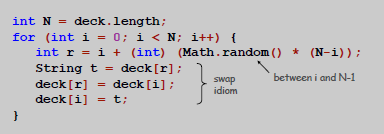 int N = deck.length;
for (int i = 0; i < N; i++) {
int r = i + (int) (Math.random() * (N-i));
String t = deck[r];
deck[r] = deck[i];
deck[i] = t;
}
swap
idiom
between i and N-1